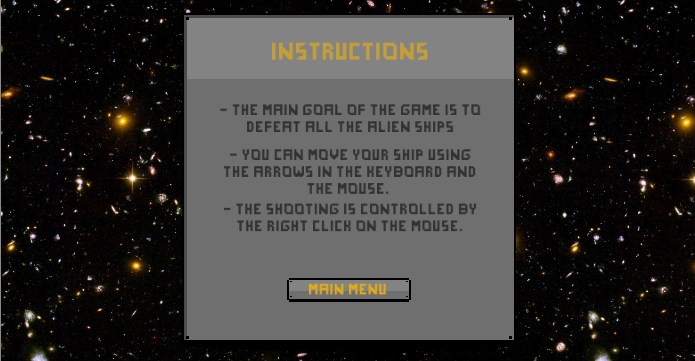 INSTRUCTIONS
- THE MAIN GOAL OF THE GAME IS TO
DEFEAT ALL THE ALIEN SHIPS
- YOU CAN MOVE YOUR SHIP USING
THE ARROWS IN THE KEYBOARD AND
THE MOUSE.
- THE SHOOTING IS CONTROLLED BY
THE RIGHT CLICK ON THE MOUSE.
MAIN MENU